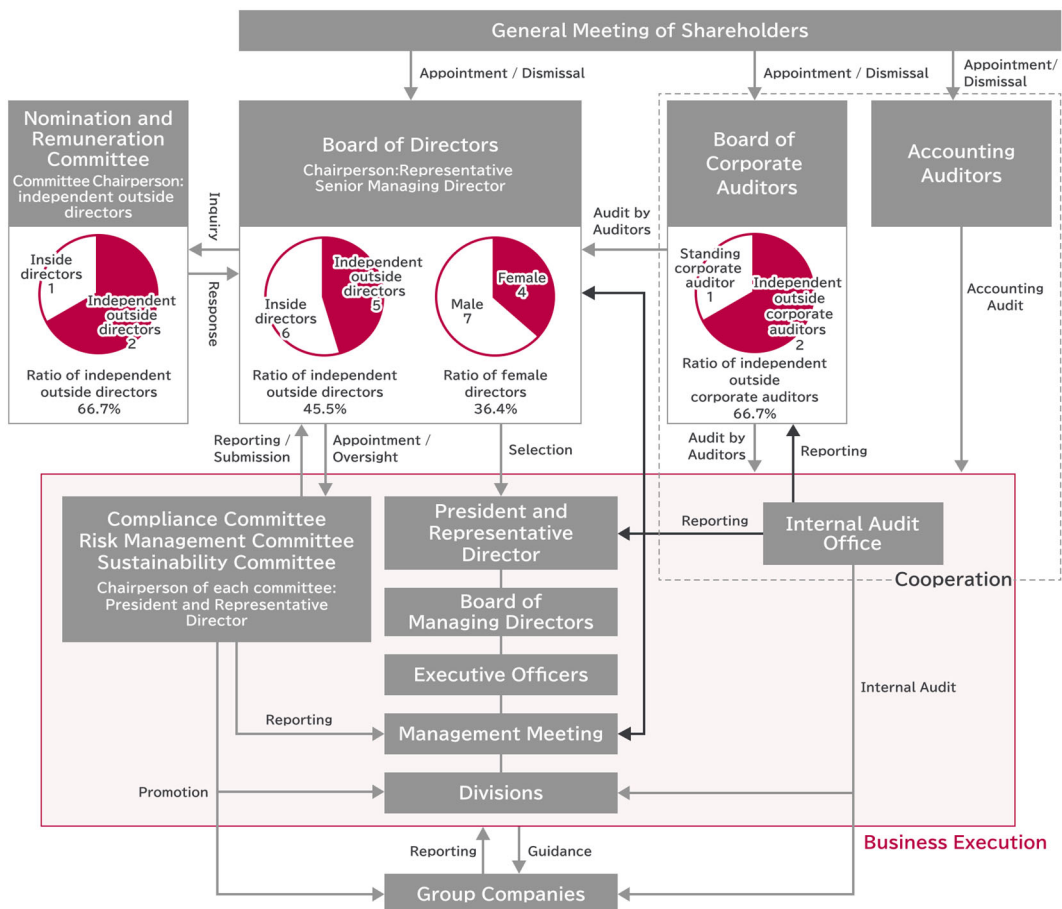 General Meeting of Shareholders
Appointment / Dismissal
Appointment / Dismissal
Appointment/
Dismissal
Nomination and
Remuneration
Committee
Committee Chairperson:
independent outside
directors
Inside
directors
1
Independent
outside
directors
2
Ratio of independent
outside directors
66.7%
Inquiry
Response
Board of Directors
Chairperson:Representative
Senior Managing Director
Independent
outside
directors
5
Inside
directors
6
Ratio of independent
outside directors
45.5%
Female
4
Male
7
Ratio of female
directors
36.4%
Audit by
Auditors
Board of
Corporate
Auditors
Standing
corporate
auditor
1
Independent
outside
corporate
auditors
2
Ratio of independent
outside
corporate auditors
66.7%
Accounting
Auditors
Accounting
Audit
Reporting /
Submission
Appointment /
Oversight
Selection
Audit by
Auditors
Reporting
Compliance Committee
Risk Management Committee
Sustainability Committee
Chairperson of each committee:
President and Representative
Director
President and
Representative
Director
Reporting
Internal Audit
Office
Cooperation
Board of
Managing Directors
Executive Officers
Internal Audit
Reporting
Management Meeting
Promotion
Divisions
Business Execution
Reporting
Guidance
Group Companies